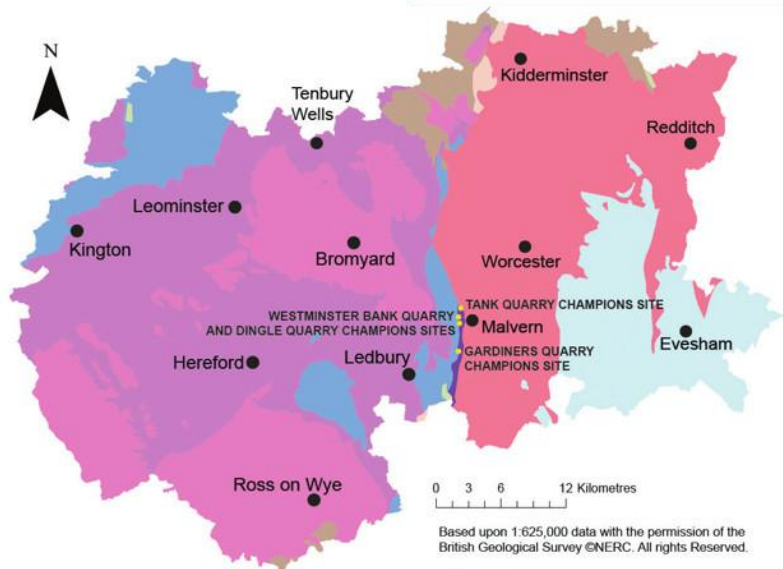 N
Kidderminster
Tenbury
Wells
Redditch
Leominster
Kington
Bromyard
Worcester
TANK QUARRY CHAMPIONS SITE
WESTMINSTER BANK QUARRY
AND DINGLE QUARRY CHAMPIONS SITES
Malvern
Evesham
Hereford
Ledbury
GARDINERS QUARRY
CHAMPIONS SITE
Ross on Wye
0 3 6 12 Kilometres
Based upon 1:625,000 data with the permission of the
British Geological Survey ©NERC. All rights Reserved.